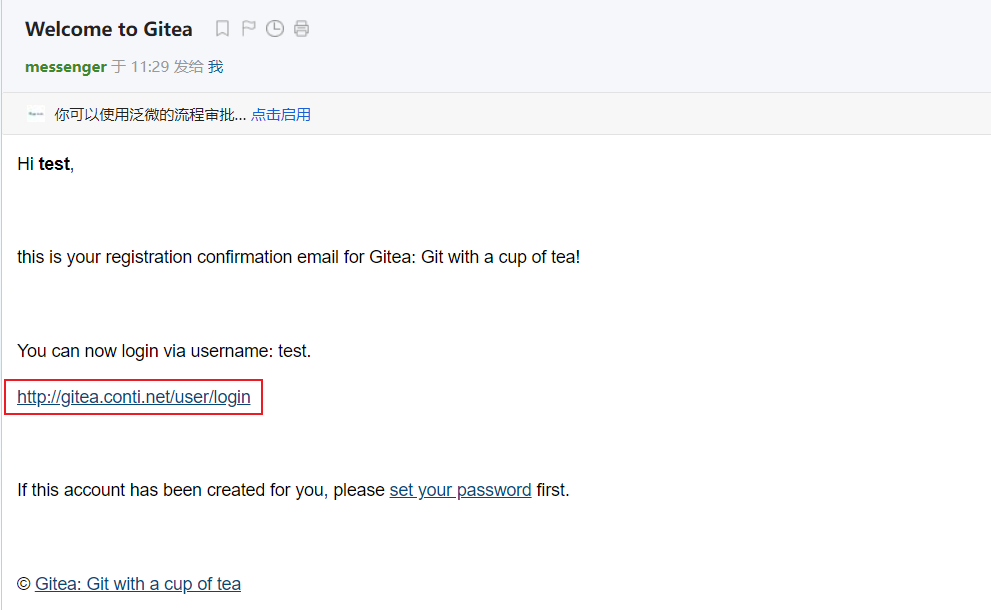 Welcome to Gitea
messenger 于 11:29 发给 我
你可以使用泛微的流程审批... 点击启用
Hi test,
this is your registration confirmation email for Gitea: Git with a cup of tea!
You can now login via username: test.
http://gitea.conti.net/user/login
If this account has been created for you, please set your password first.
© Gitea: Git with a cup of tea